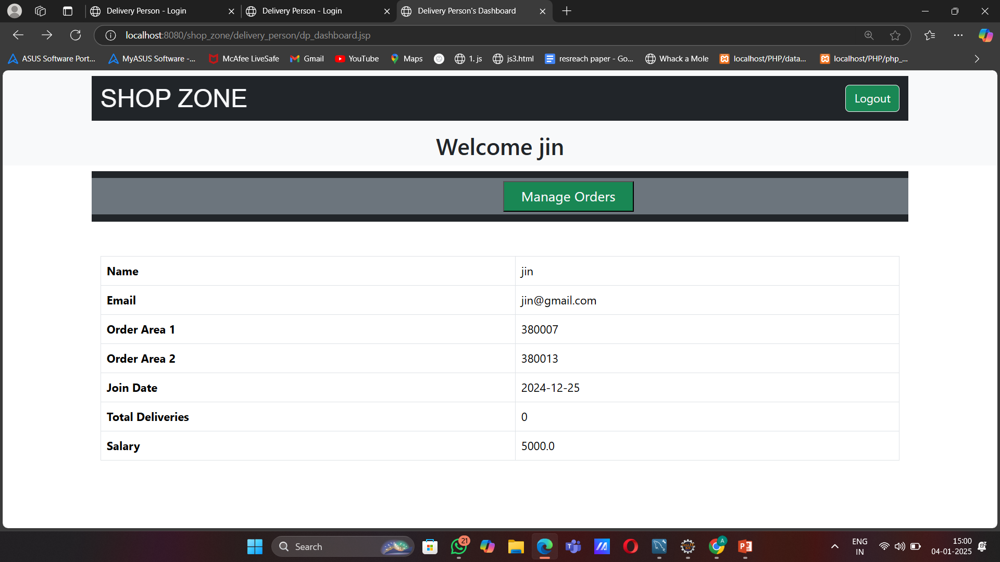 Delivery Person - Login
Delivery Person - Login
Delivery Person's Dashboard
localhost:8080/shop_zone/delivery_person/dp_dashboard.jsp
ASUS Software Port...
MyASUS Software -...
McAfee LiveSafe
Gmail
YouTube
Maps
1. js
js3.html
resreach paper - Go...
Whack a Mole
localhost/PHP/data...
localhost/PHP/php_...
SHOP ZONE
Logout
Welcome jin
Manage Orders
Name jin
Email jin@gmail.com
Order Area 1 380007
Order Area 2 380013
Join Date 2024-12-25
Total Deliveries 0
Salary 5000.0
Search
21
A
ENG
IN
15:00
04-01-2025